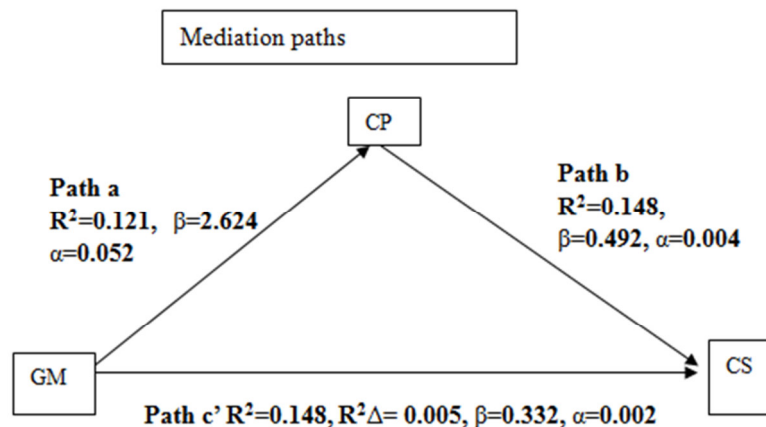 Mediation paths
CP
Path a
R²=0.121, β=2.624
α=0.052
Path b
R²=0.148,
β=0.492, α=0.004
GM
CS
Path c’ R²=0.148, R²Δ= 0.005, β=0.332, α=0.002